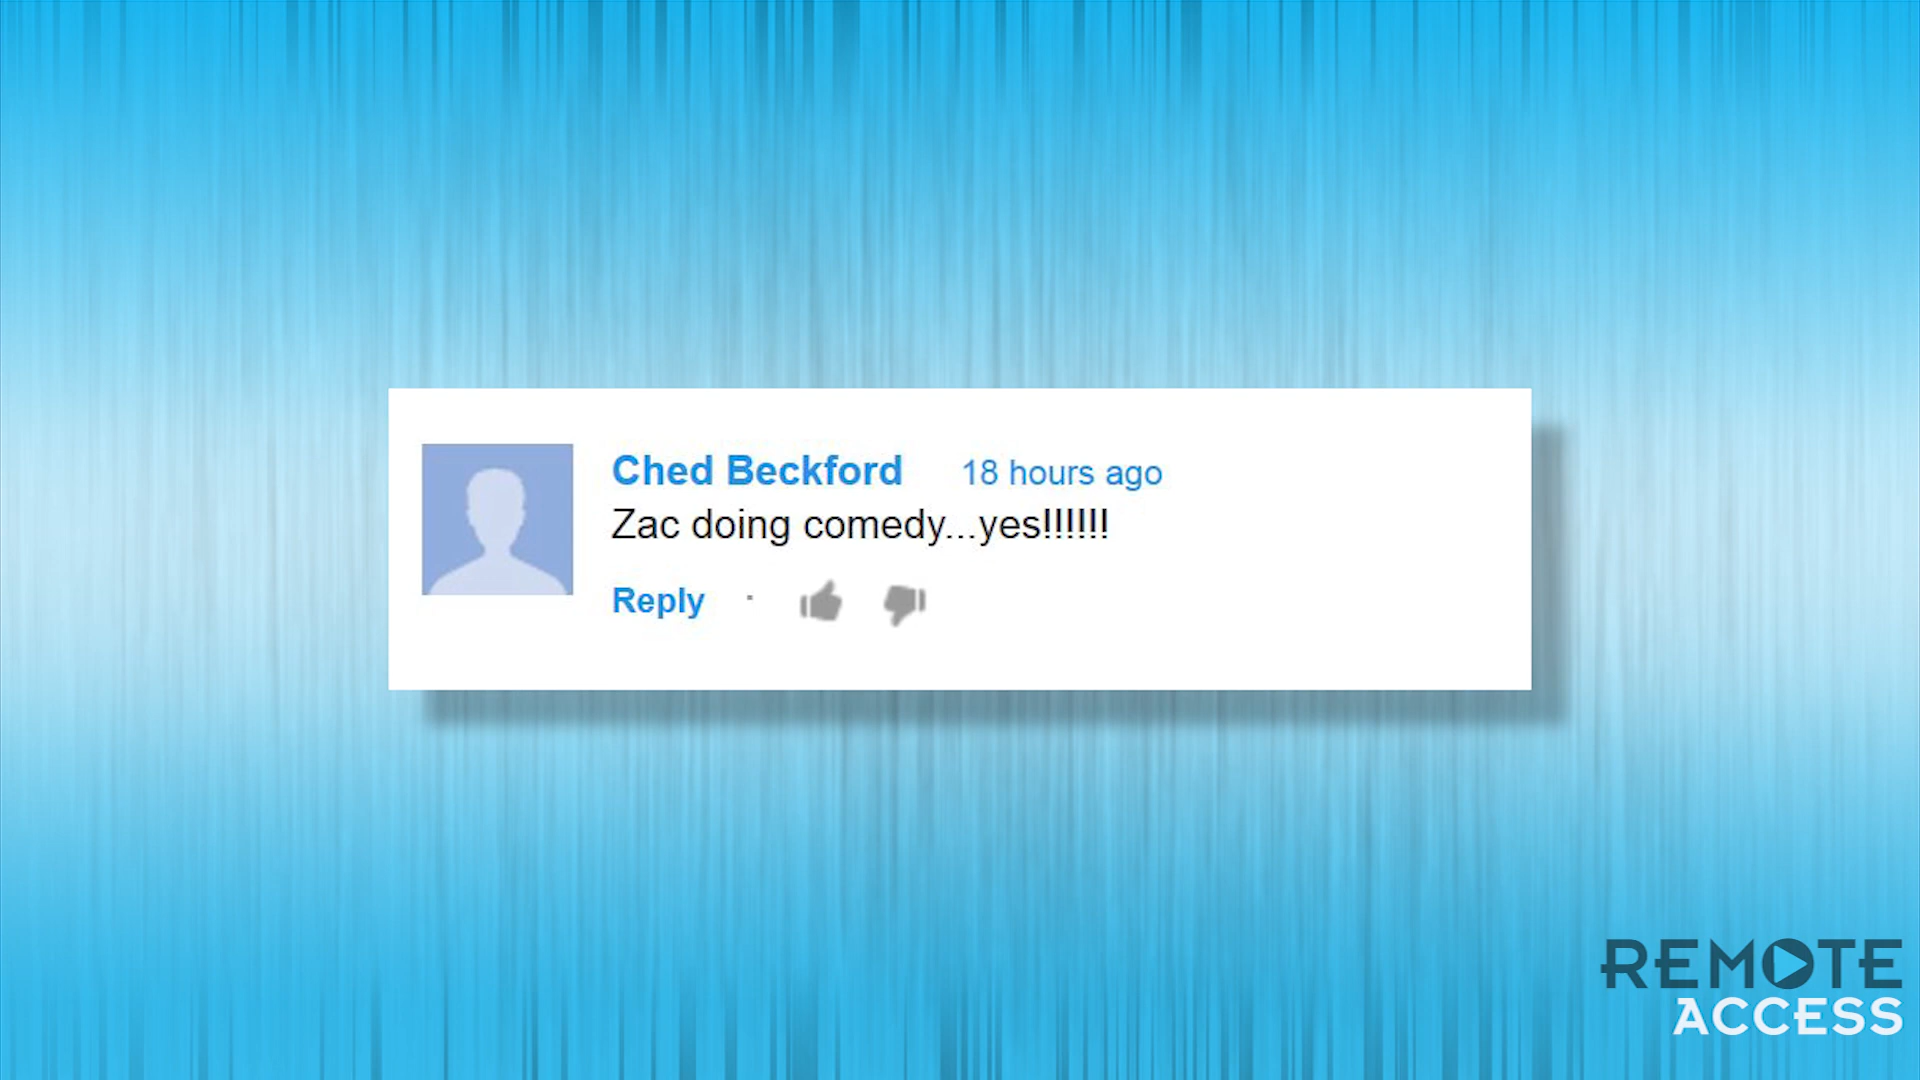 Ched Beckford 18 hours ago
Zac doing comedy...yes!!!!!!
Reply
REMOTE
ACCESS